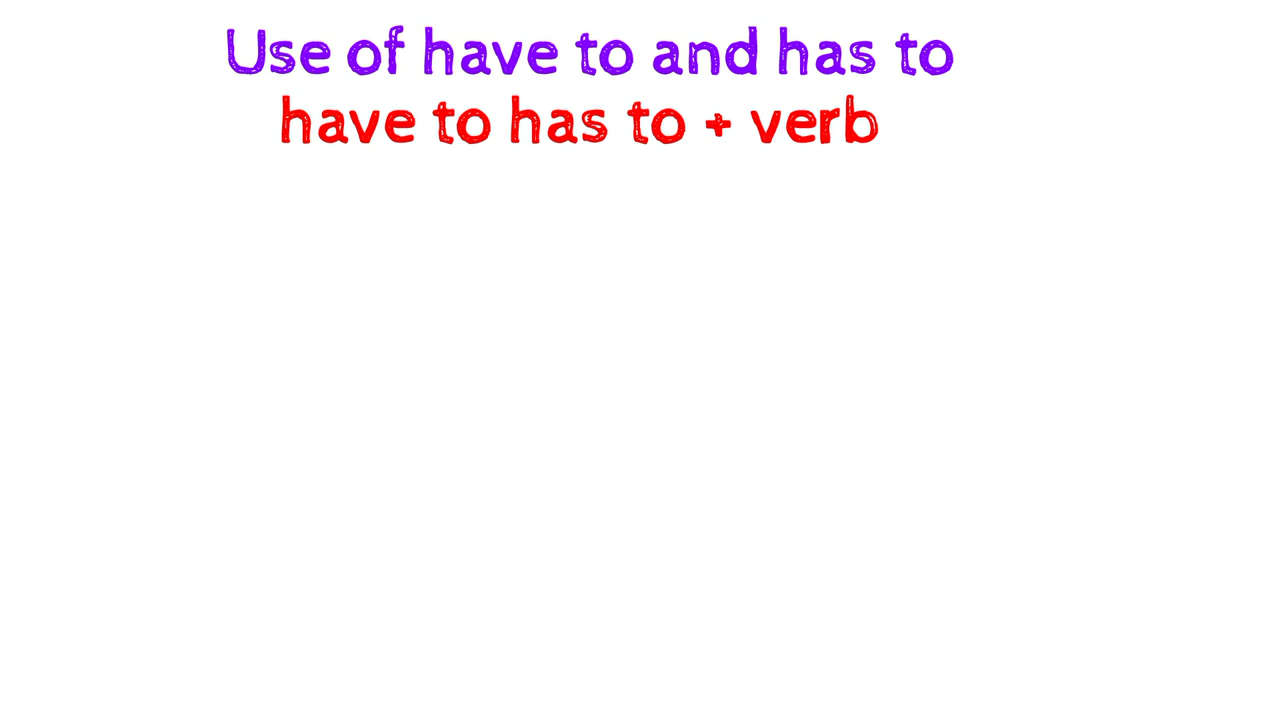 Use of have to and has to
have to has to + verb